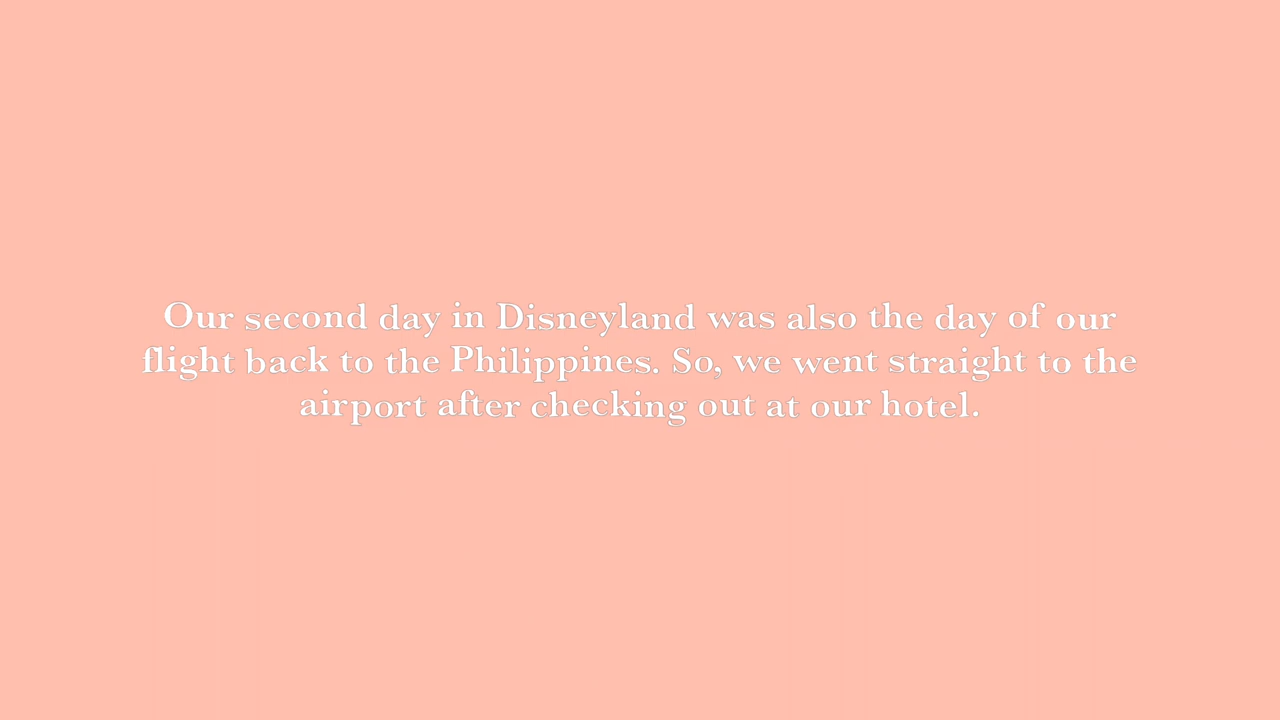 Our second day in Disneyland was also the day of our
flight back to the Philippines. So, we went straight to the
airport after checking out at our hotel.